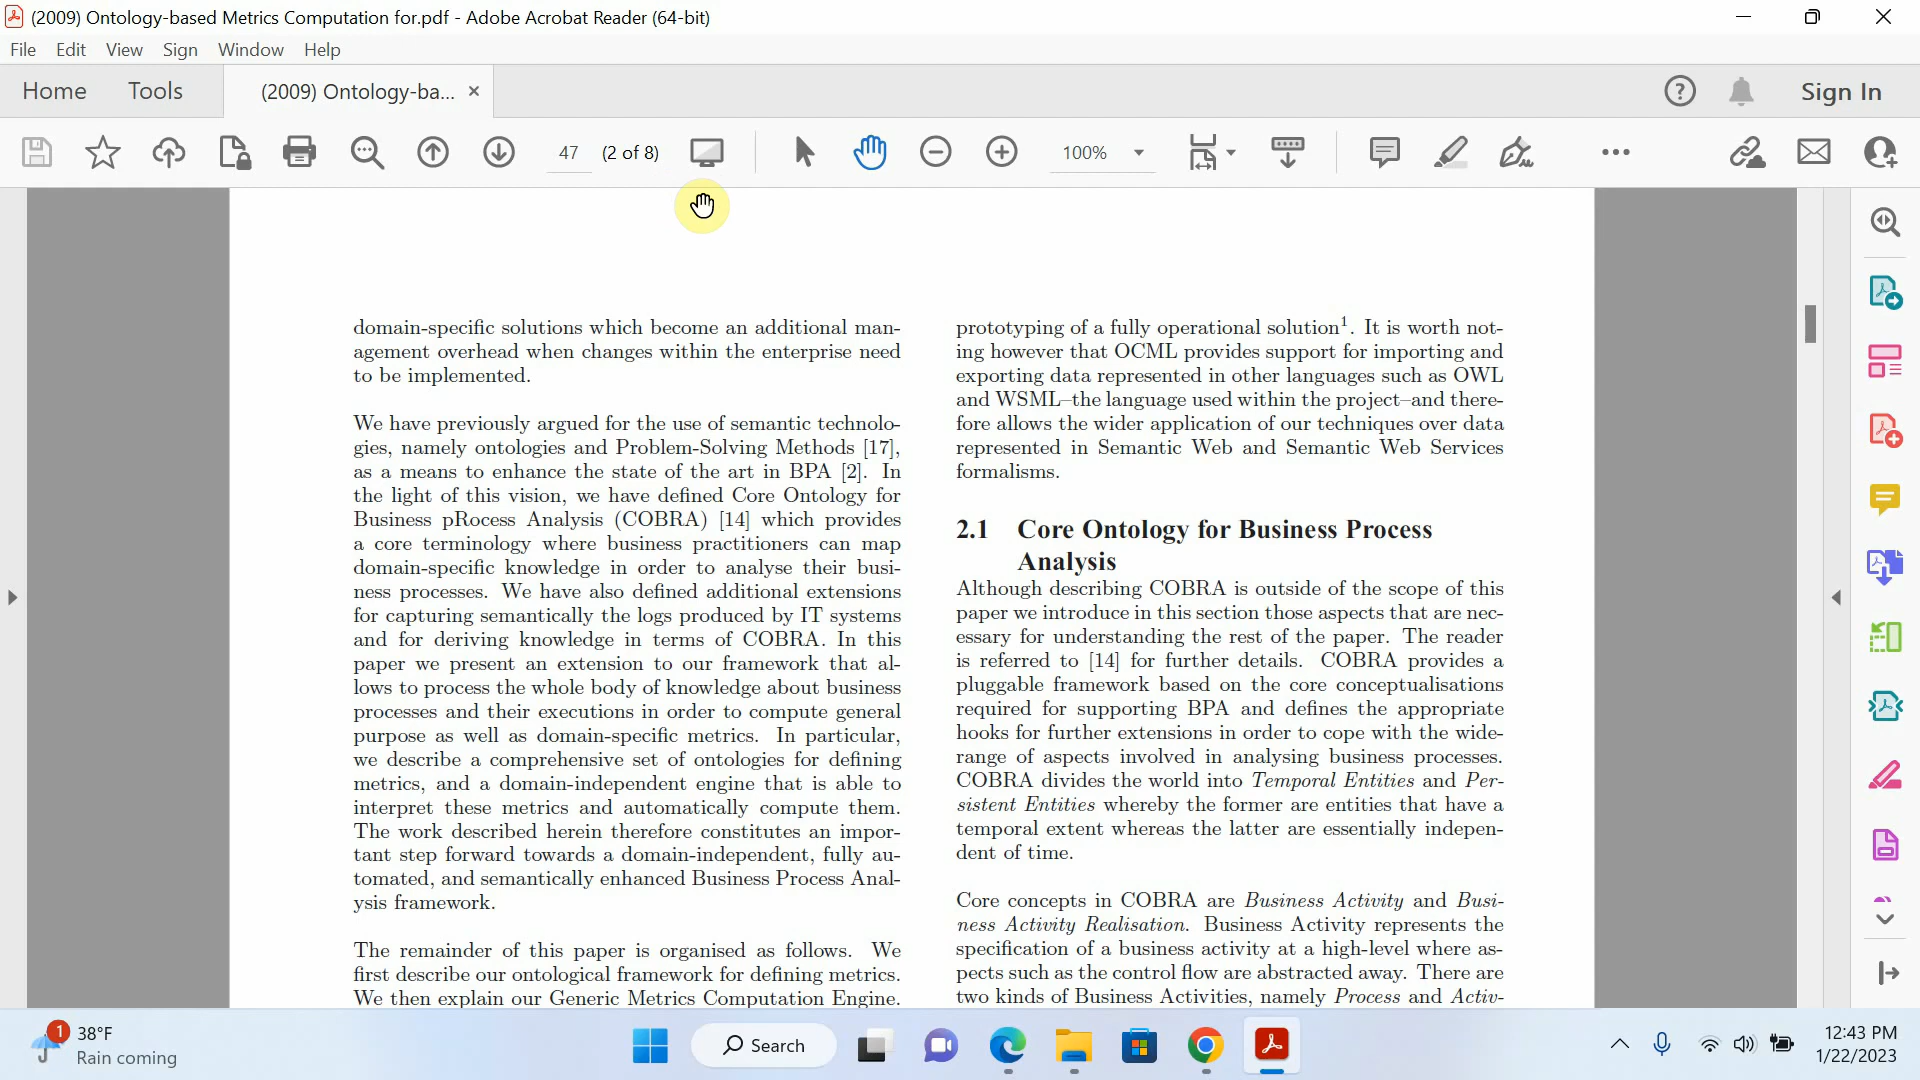 (2009) Ontology-based Metrics Computation for.pdf - Adobe Acrobat Reader (64-bit)
File Edit View Sign Window Help
Home Tools (2009) Ontology-ba... Sign In
47 (2 of 8) 100%
domain-specific solutions which become an additional man-
agement overhead when changes within the enterprise need
to be implemented.
We have previously argued for the use of semantic technolo-
gies, namely ontologies and Problem-Solving Methods [17],
as a means to enhance the state of the art in BPA [2]. In
the light of this vision, we have defined Core Ontology for
Business pRocess Analysis (COBRA) [14] which provides
a core terminology where business practitioners can map
domain-specific knowledge in order to analyse their busi-
ness processes. We have also defined additional extensions
for capturing semantically the logs produced by IT systems
and for deriving knowledge in terms of COBRA. In this
paper we present an extension to our framework that al-
lows to process the whole body of knowledge about business
processes and their executions in order to compute general
purpose as well as domain-specific metrics. In particular,
we describe a comprehensive set of ontologies for defining
metrics, and a domain-independent engine that is able to
interpret these metrics and automatically compute them.
The work described herein therefore constitutes an impor-
tant step forward towards a domain-independent, fully au-
tomated, and semantically enhanced Business Process Anal-
ysis framework.
The remainder of this paper is organised as follows. We
first describe our ontological framework for defining metrics.
We then explain our Generic Metrics Computation Engine.
prototyping of a fully operational solution1. It is worth not-
ing however that OCML provides support for importing and
exporting data represented in other languages such as OWL
and WSML–the language used within the project–and there-
fore allows the wider application of our techniques over data
represented in Semantic Web and Semantic Web Services
formalisms.
2.1 Core Ontology for Business Process
Analysis
Although describing COBRA is outside of the scope of this
paper we introduce in this section those aspects that are nec-
essary for understanding the rest of the paper. The reader
is referred to [14] for further details. COBRA provides a
pluggable framework based on the core conceptualisations
required for supporting BPA and defines the appropriate
hooks for further extensions in order to cope with the wide-
range of aspects involved in analysing business processes.
COBRA divides the world into Temporal Entities and Per-
sistent Entities whereby the former are entities that have a
temporal extent whereas the latter are essentially indepen-
dent of time.
Core concepts in COBRA are Business Activity and Busi-
ness Activity Realisation. Business Activity represents the
specification of a business activity at a high-level where as-
pects such as the control flow are abstracted away. There are
two kinds of Business Activities, namely Process and Activ-
1 38°F
Rain coming
Search
12:43 PM
1/22/2023